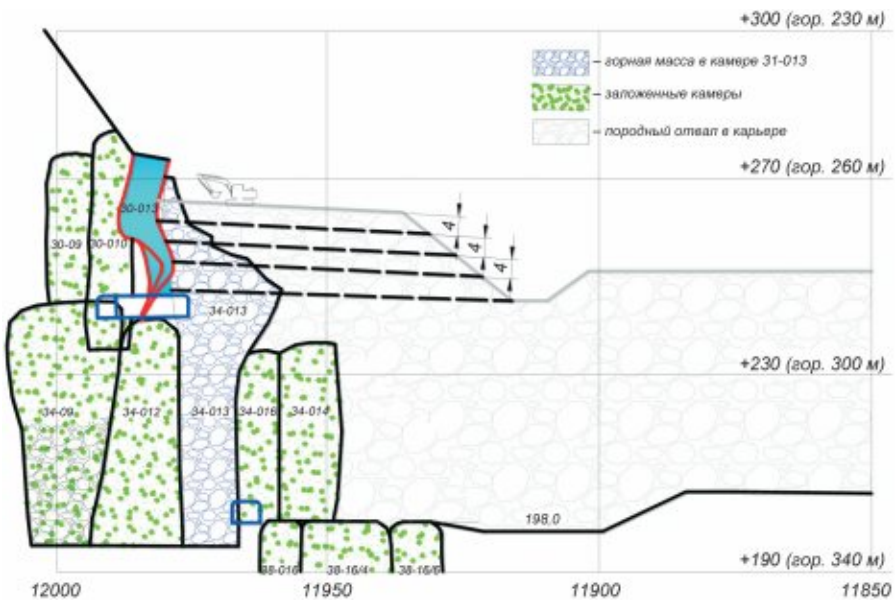 +300 (гор. 230 м)
– горная масса в камере 31-013
– заложенные камеры
– породный отвал в карьере
+270 (гор. 260 м)
30-013
4
30-09
30-010
4
4
34-013
+230 (гор. 300 м)
34-09
34-012
34-013
34-016
34-014
198,0
38-016
38-16/4
38-16/6
+190 (гор. 340 м)
12000
11950
11900
11850